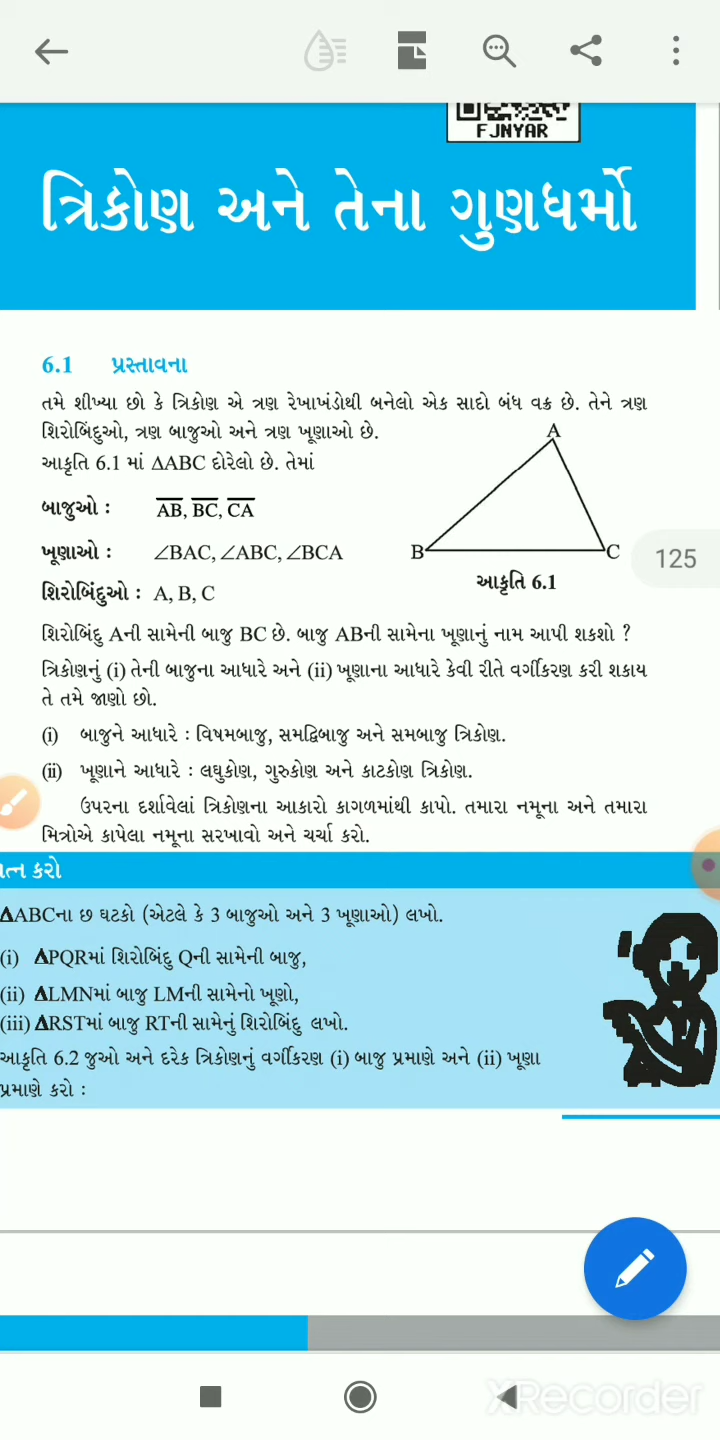 FJNYAR
ત્રિકોણ અને તેના ગુણધર્મો
6.1 પ્રસ્તાવના
તમે શીખ્યા છો કે ત્રિકોણ એ ત્રણ રેખાખંડોથી બનેલો એક સાદો બંધ વક્ર છે. તેને ત્રણ
શિરોબિંદુઓ, ત્રણ બાજુઓ અને ત્રણ ખૂણાઓ છે.
આકૃતિ 6.1 માં ΔABC દોરેલો છે. તેમાં
બાજુઓ : A͞B, B͞C, C͞A
ખૂણાઓ : ∠BAC, ∠ABC, ∠BCA
શિરોબિંદુઓ : A, B, C
A
B
C
આકૃતિ 6.1
125
શિરોબિંદુ Aની સામેની બાજુ BC છે. બાજુ ABની સામેના ખૂણાનું નામ આપી શકશો ?
ત્રિકોણનું (i) તેની બાજુના આધારે અને (ii) ખૂણાના આધારે કેવી રીતે વર્ગીકરણ કરી શકાય
તે તમે જાણો છો.
(i) બાજુને આધારે : વિષમબાજુ, સમદ્વિબાજુ અને સમબાજુ ત્રિકોણ.
(ii) ખૂણાને આધારે : લઘુકોણ, ગુરુકોણ અને કાટકોણ ત્રિકોણ.
ઉપરના દર્શાવેલાં ત્રિકોણના આકારો કાગળમાંથી કાપો. તમારા નમૂના અને તમારા
મિત્રોએ કાપેલા નમૂના સરખાવો અને ચર્ચા કરો.
ત્ન કરો
ΔABCના છ ઘટકો (એટલે કે 3 બાજુઓ અને 3 ખૂણાઓ) લખો.
(i) ΔPQRમાં શિરોબિંદુ Qની સામેની બાજુ,
(ii) ΔLMNમાં બાજુ LMની સામેનો ખૂણો,
(iii) ΔRSTમાં બાજુ RTની સામેનું શિરોબિંદુ લખો.
આકૃતિ 6.2 જુઓ અને દરેક ત્રિકોણનું વર્ગીકરણ (i) બાજુ પ્રમાણે અને (ii) ખૂણા
પ્રમાણે કરો :
XRecorder